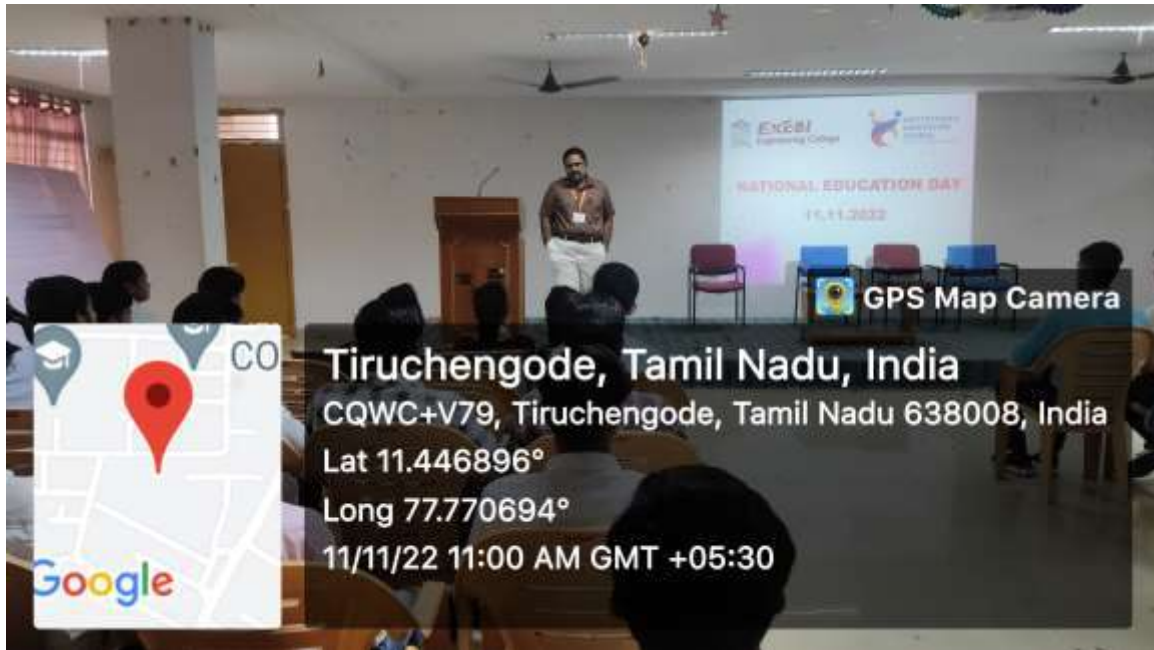 Engineering College
NATIONAL EDUCATION DAY
11.11.2022
GPS Map Camera
CO
Tiruchengode, Tamil Nadu, India
CQWC+V79, Tiruchengode, Tamil Nadu 638008, India
Lat 11.446896°
Long 77.770694°
11/11/22 11:00 AM GMT +05:30
Google